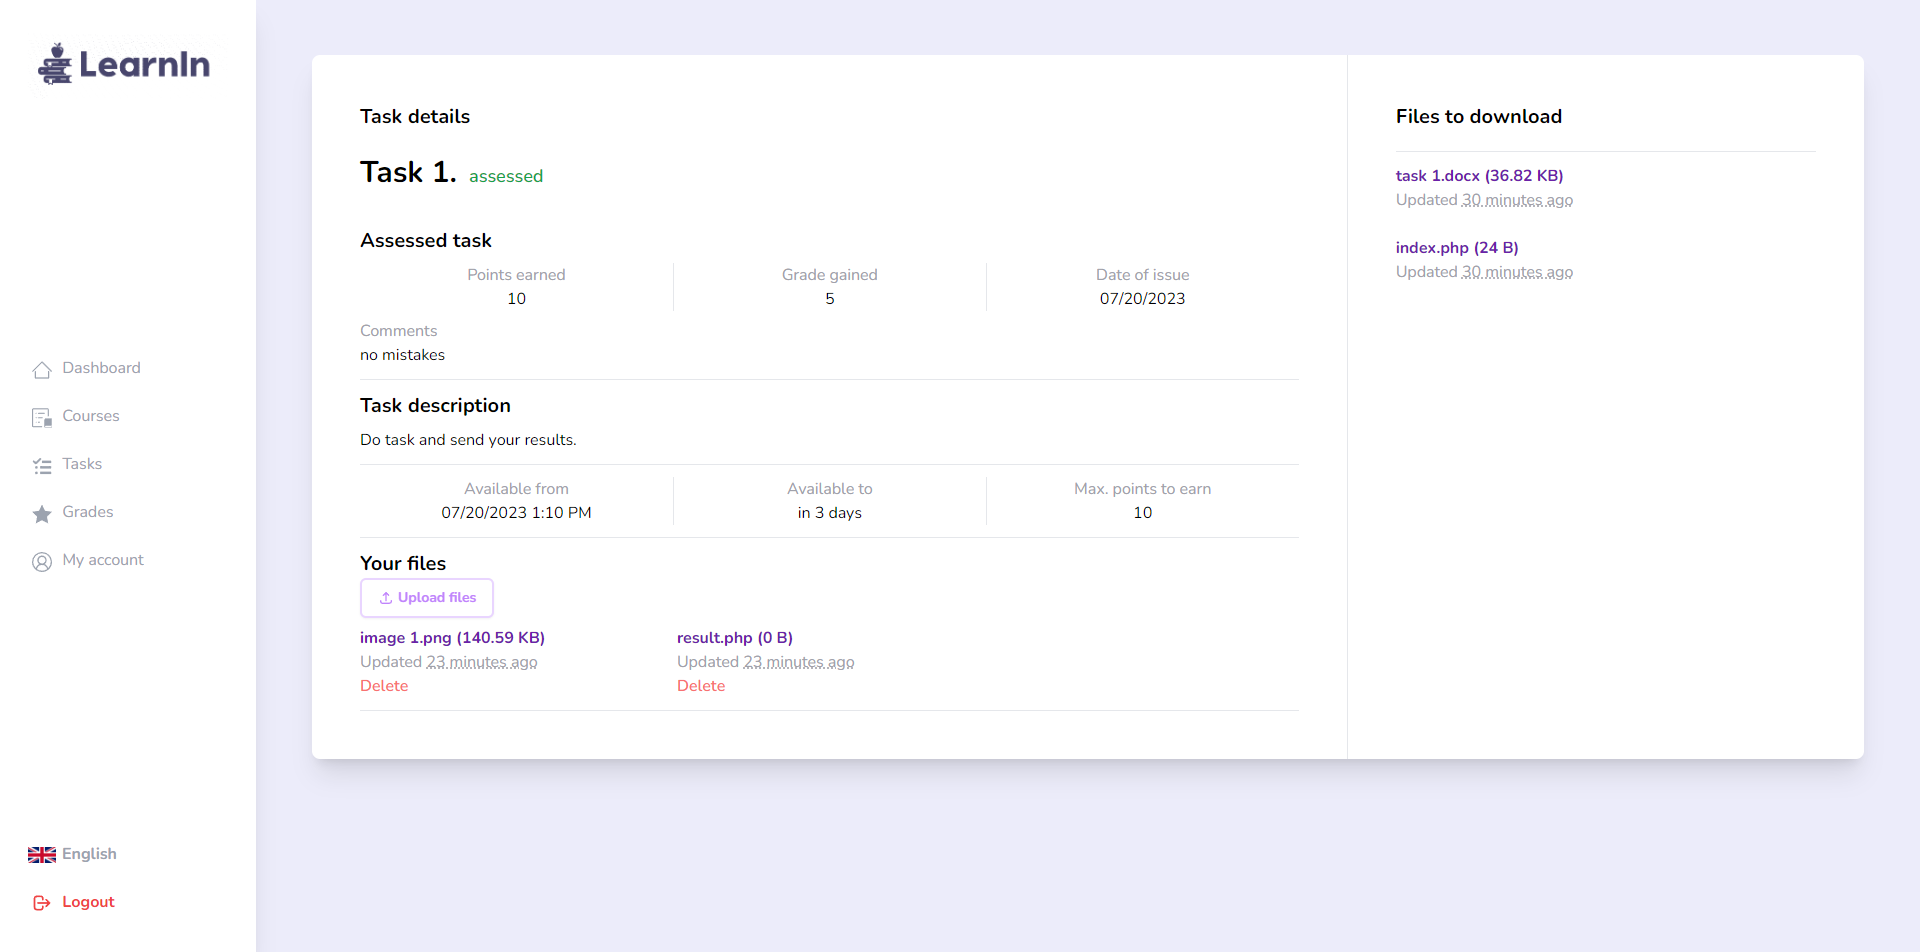 LearnIn
Dashboard
Courses
Tasks
Grades
My account
English
Logout
Task details
Task 1. assessed
Assessed task
Points earned
10
Grade gained
5
Date of issue
07/20/2023
Comments
no mistakes
Task description
Do task and send your results.
Available from
07/20/2023 1:10 PM
Available to
in 3 days
Max. points to earn
10
Your files
Upload files
image 1.png (140.59 KB)
Updated 23 minutes ago
Delete
result.php (0 B)
Updated 23 minutes ago
Delete
Files to download
task 1.docx (36.82 KB)
Updated 30 minutes ago
index.php (24 B)
Updated 30 minutes ago